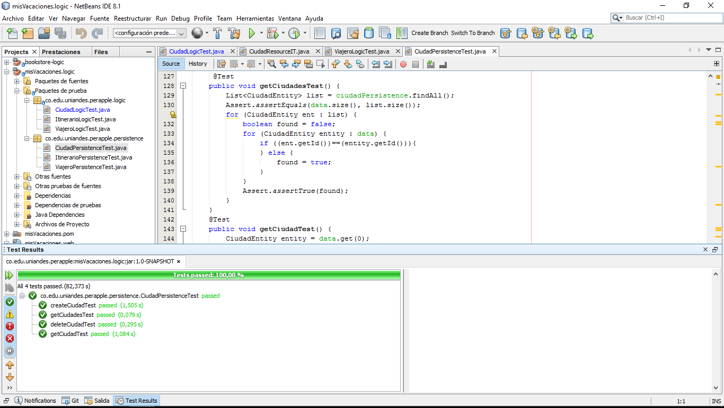 misVacaciones.logic - NetBeans IDE 8.1
Archivo Editar Ver Navegar Fuente Reestructurar Run Debug Profile Team Herramientas Ventana Ayuda
Buscar (Ctrl+I)
<configuración prede...>
Create Branch Switch To Branch
Projects × Prestaciones Files
CiudadLogicTest.java
CiudadResourceIT.java
ViajeroLogicTest.java
CiudadPersistenceTest.java
Source History
bookstore-logic
misVacaciones.logic
Paquetes de fuentes
Paquetes de prueba
co.edu.uniandes.perapple.logic
CiudadLogicTest.java
ItinerarioLogicTest.java
ViajeroLogicTest.java
co.edu.uniandes.perapple.persistence
CiudadPersistenceTest.java
ItinerarioPersistenceTest.java
ViajeroPersistenceTest.java
Otras fuentes
Otras pruebas de fuentes
Dependencias
Dependencias de pruebas
Java Dependencies
Archivos de Proyecto
misVacaciones.pom
misVacaciones.web
127 @Test
128 public void getCiudadesTest() {
129 List<CiudadEntity> list = ciudadPersistence.findAll();
130 Assert.assertEquals(data.size(), list.size());
for (CiudadEntity ent : list) {
132 boolean found = false;
133 for (CiudadEntity entity : data) {
134 if ((ent.getId())==(entity.getId())){
135 } else {
136 found = true;
137 }
138 }
139 Assert.assertTrue(found);
140 }
141 }
142 @Test
143 public void getCiudadTest() {
144 CiudadEntity entity = data.get(0);
Test Results
co.edu.uniandes.perapple:misVacaciones.logic:jar:1.0-SNAPSHOT ×
Tests passed: 100,00 %
All 4 tests passed.(82,373 s)
co.edu.uniandes.perapple.persistence.CiudadPersistenceTest passed
createCiudadTest passed (1,505 s)
getCiudadesTest passed (0,079 s)
deleteCiudadTest passed (0,295 s)
getCiudadTest passed (1,084 s)
Notifications Git Salida Test Results
1:1 INS